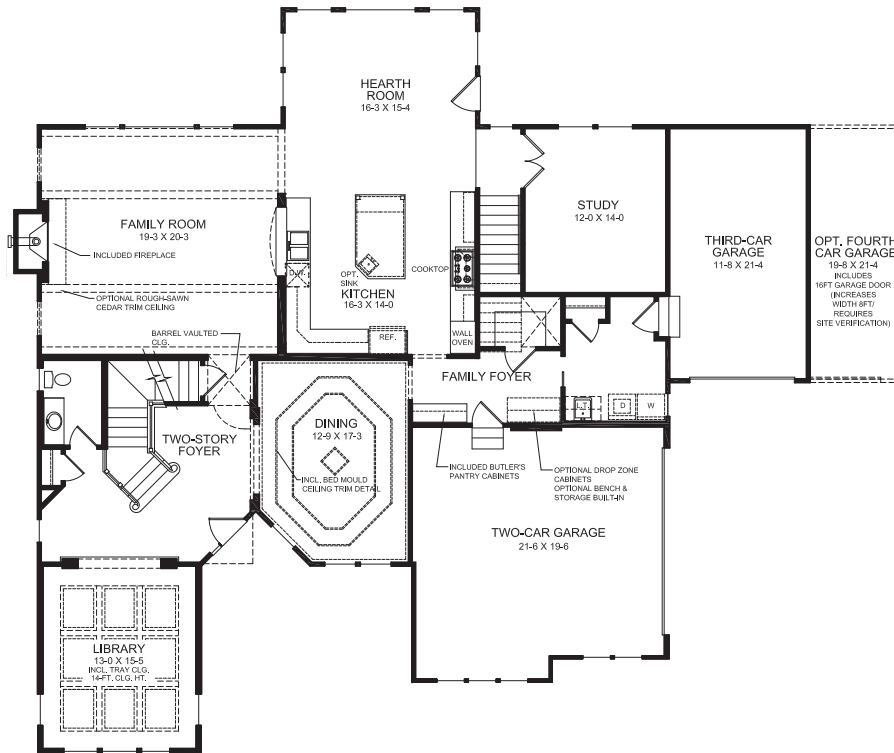 HEARTH
ROOM
16-3 X 15-4
FAMILY ROOM
19-3 X 20-3
INCLUDED FIREPLACE
OPTIONAL ROUGH-SAWN
CEDAR TRIM CEILING
BARREL VAULTED
CLG.
D.W.
OPT.
SINK
COOKTOP
KITCHEN
16-3 X 14-0
REF.
WALL
OVEN
STUDY
12-0 X 14-0
THIRD-CAR
GARAGE
11-8 X 21-4
OPT. FOURTH
CAR GARAGE
19-8 X 21-4
INCLUDES
16FT GARAGE DOOR
(INCREASES
WIDTH 8FT/
REQUIRES
SITE VERIFICATION)
FAMILY FOYER
LT
D
W
TWO-STORY
FOYER
DINING
12-9 X 17-3
INCL. BED MOULD
CEILING TRIM DETAIL
INCLUDED BUTLER'S
PANTRY CABINETS
OPTIONAL DROP ZONE
CABINETS
OPTIONAL BENCH &
STORAGE BUILT-IN
TWO-CAR GARAGE
21-6 X 19-6
LIBRARY
13-0 X 15-5
INCL. TRAY CLG.
14-FT. CLG. HT.